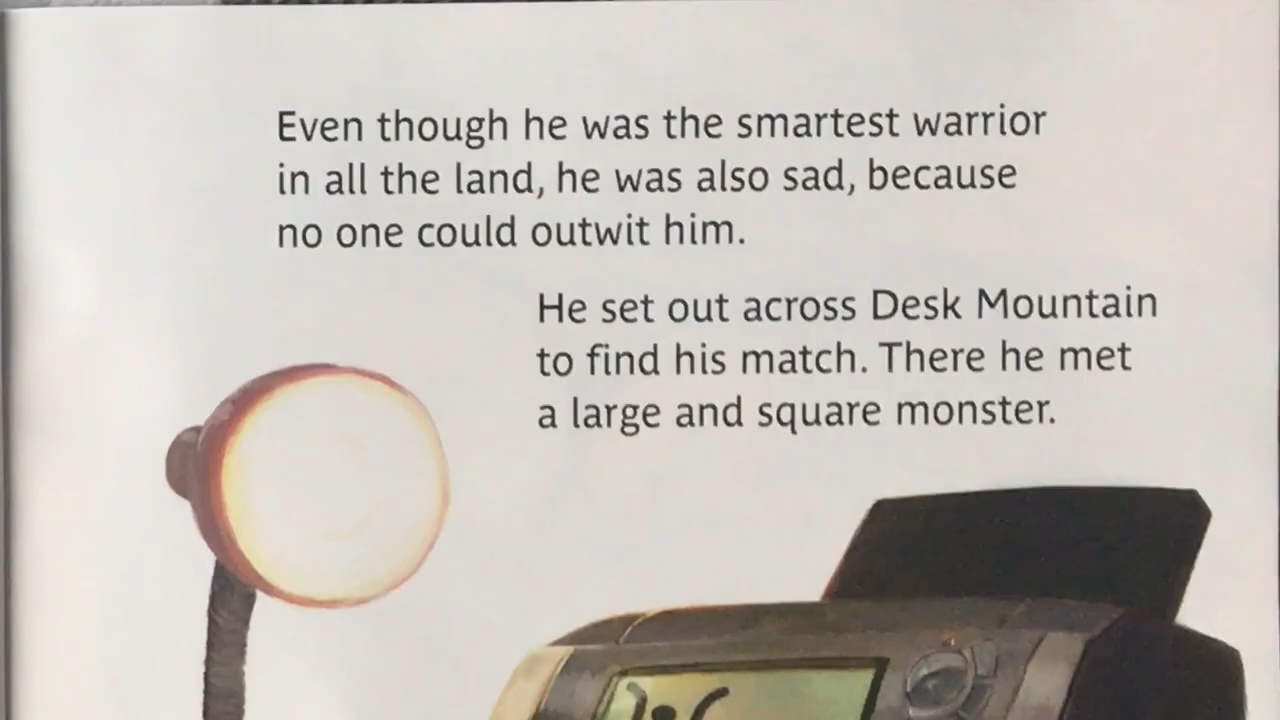 Even though he was the smartest warrior
in all the land, he was also sad, because
no one could outwit him.
He set out across Desk Mountain
to find his match. There he met
a large and square monster.